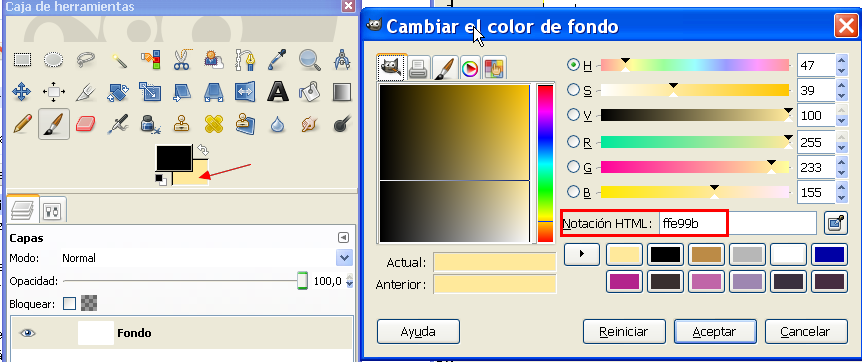 Caja de herramientas
Capas
Modo: Normal
Opacidad: 100,0
Bloquear:
Fondo
Cambiar el color de fondo
H 47
S 39
V 100
R 255
G 233
B 155
Notación HTML: ffe99b
Actual:
Anterior:
Ayuda
Reiniciar
Aceptar
Cancelar